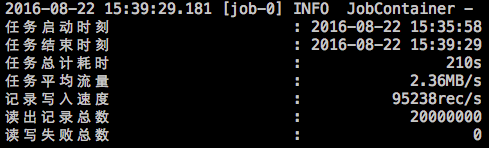 2016-08-22 15:39:29.181 [job-0] INFO  JobContainer -
任务启动时刻                    : 2016-08-22 15:35:58
任务结束时刻                    : 2016-08-22 15:39:29
任务总计耗时                    :                210s
任务平均流量                    :            2.36MB/s
记录写入速度                    :          95238rec/s
读出记录总数                    :            20000000
读写失败总数                    :                   0